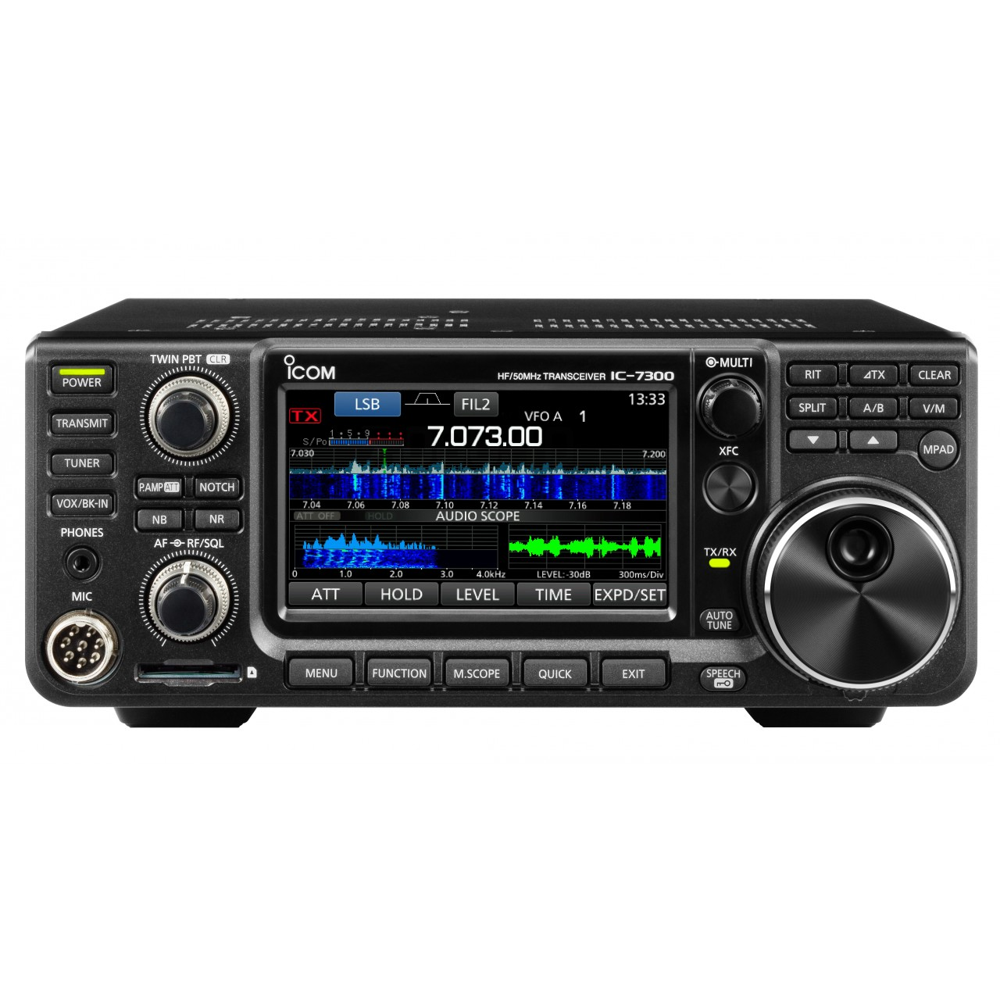 TWIN PBT CLR
POWER
TRANSMIT
TUNER
VOX/BK-IN
PHONES
MIC
P.AMP ATT
NOTCH
NB
NR
AF RF/SQL
ICOM
HF/50MHz TRANSCEIVER IC-7300
LSB
FIL2
13:33
TX
VFO A 1
1 5 9
S/Po
7.073.00
7.030
7.200
7.04 7.06 7.08 7.10 7.12 7.14 7.16 7.18
ATT OFF
HOLD
AUDIO SCOPE
0 1.0 2.0 3.0 4.0kHz
LEVEL:-30dB
300ms/Div
ATT
HOLD
LEVEL
TIME
EXPD/SET
MENU
FUNCTION
M.SCOPE
QUICK
EXIT
MULTI
XFC
TX/RX
AUTO
TUNE
SPEECH
RIT
⊿TX
CLEAR
SPLIT
A/B
V/M
▼
▲
MPAD